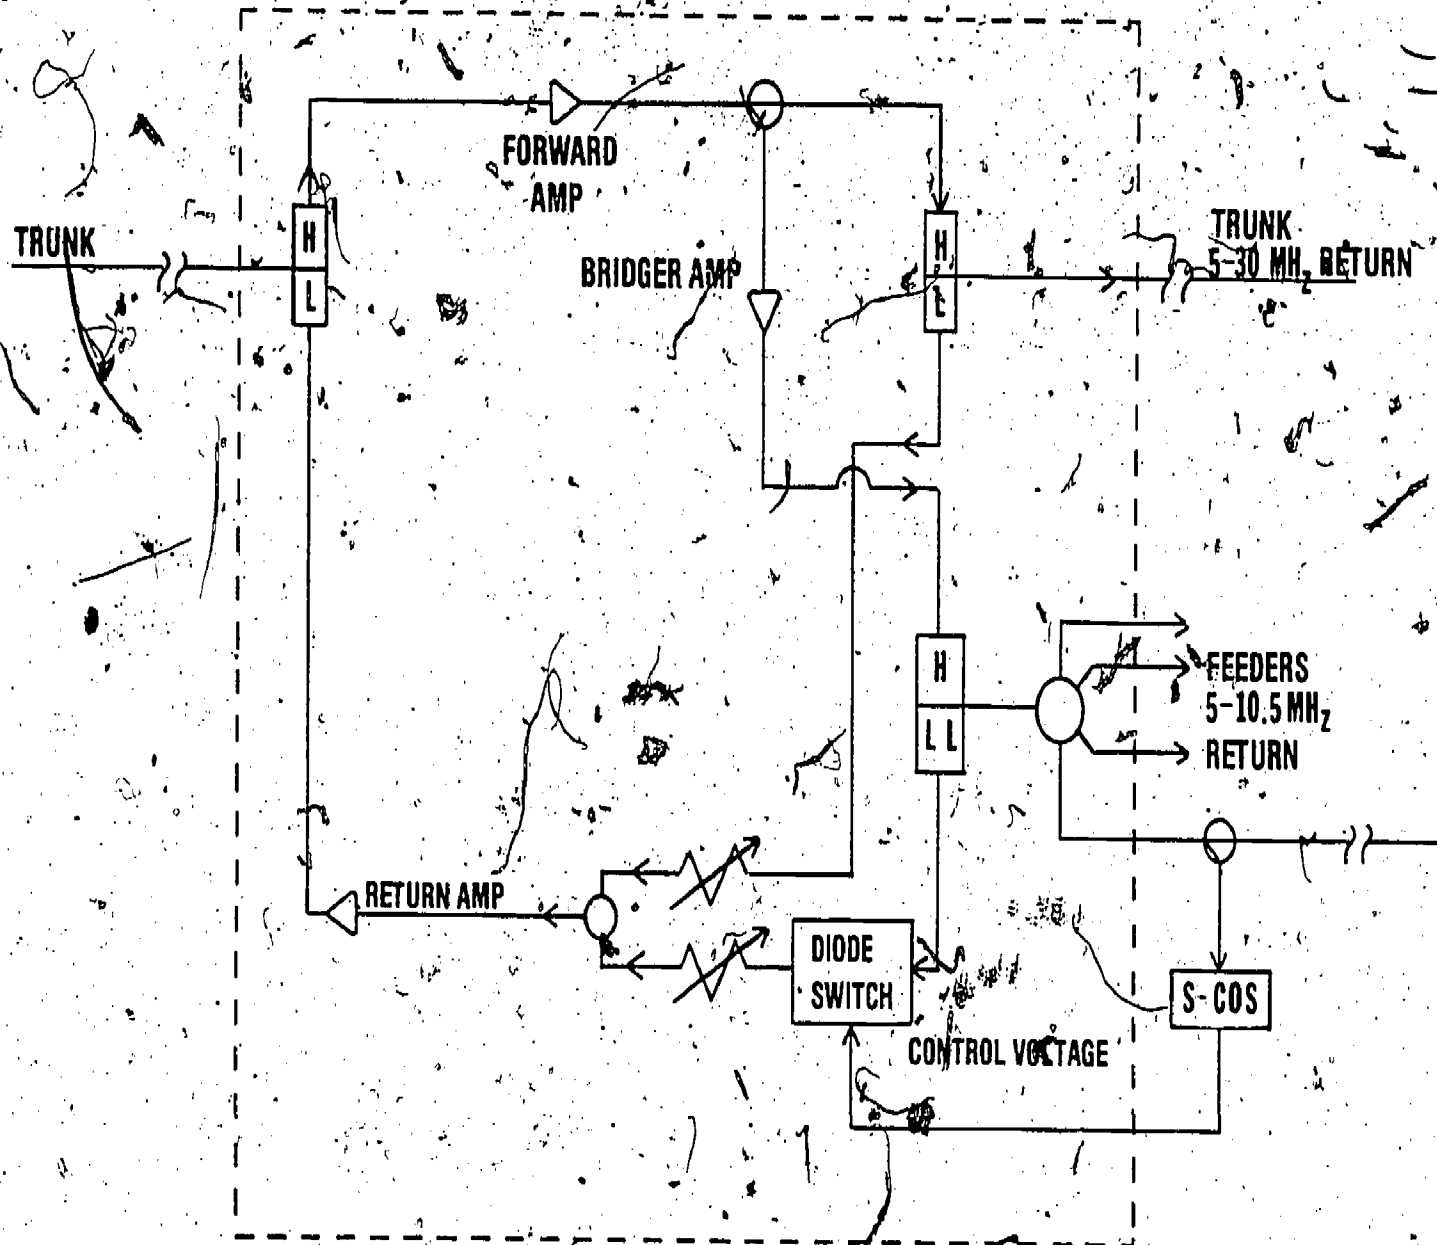 FORWARD
AMP
TRUNK
H
L
BRIDGER AMP
H
L
TRUNK
5-30 MHz RETURN
H
L L
FEEDERS
5-10.5 MHz
RETURN
RETURN AMP
DIODE
SWITCH
S-COS
CONTROL VOLTAGE